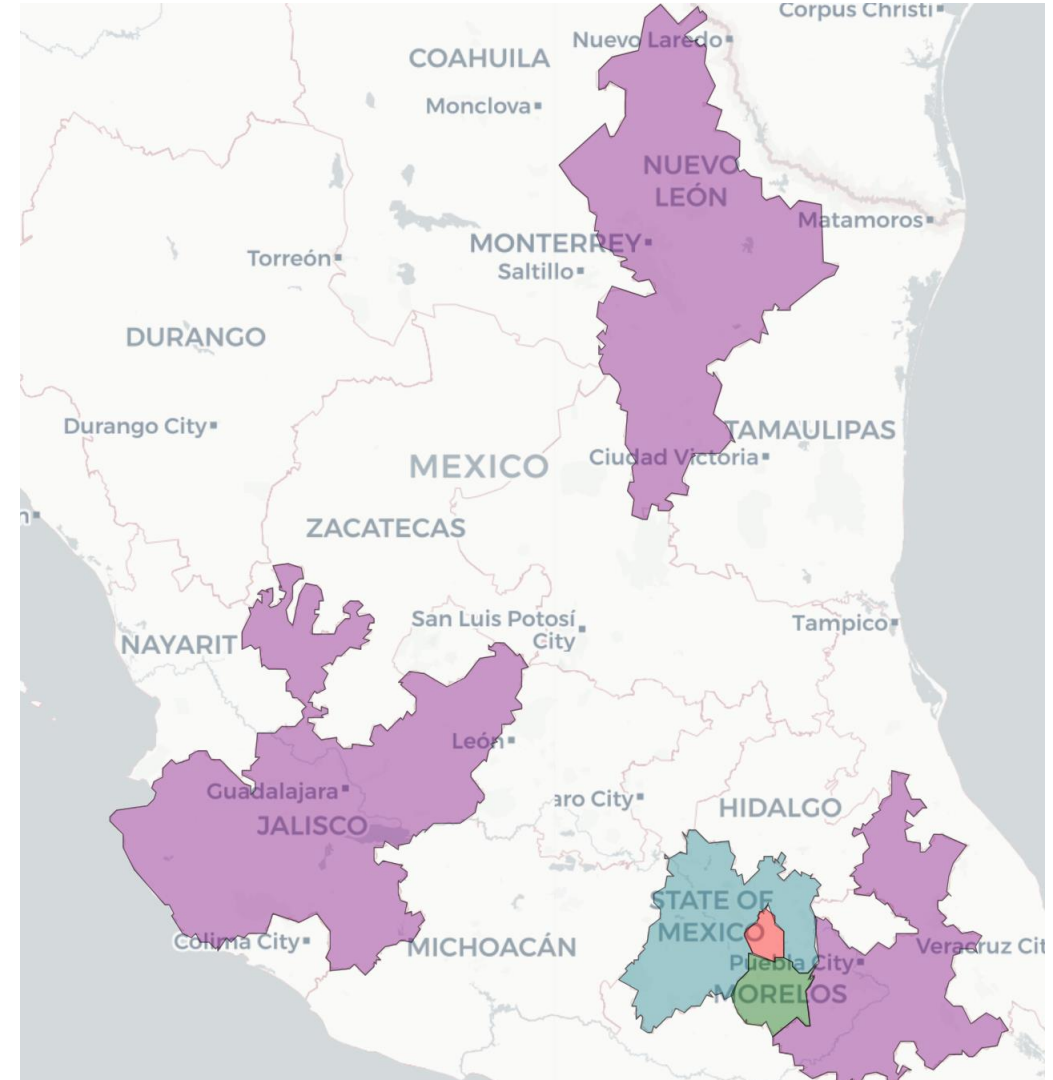 Corpus Christi
Nuevo Laredo
COAHUILA
Monclova
NUEVO
LEÓN
Matamoros
MONTERREY
Torreón
Saltillo
DURANGO
Durango City
TAMAULIPAS
Ciudad Victoria
MEXICO
ZACATECAS
San Luis Potosí
City
Tampico
NAYARIT
León
Guadalajara
aro City
HIDALGO
JALISCO
STATE OF
MEXICO
Colima City
MICHOACÁN
Veracruz Cit
Puebla City
MORELOS